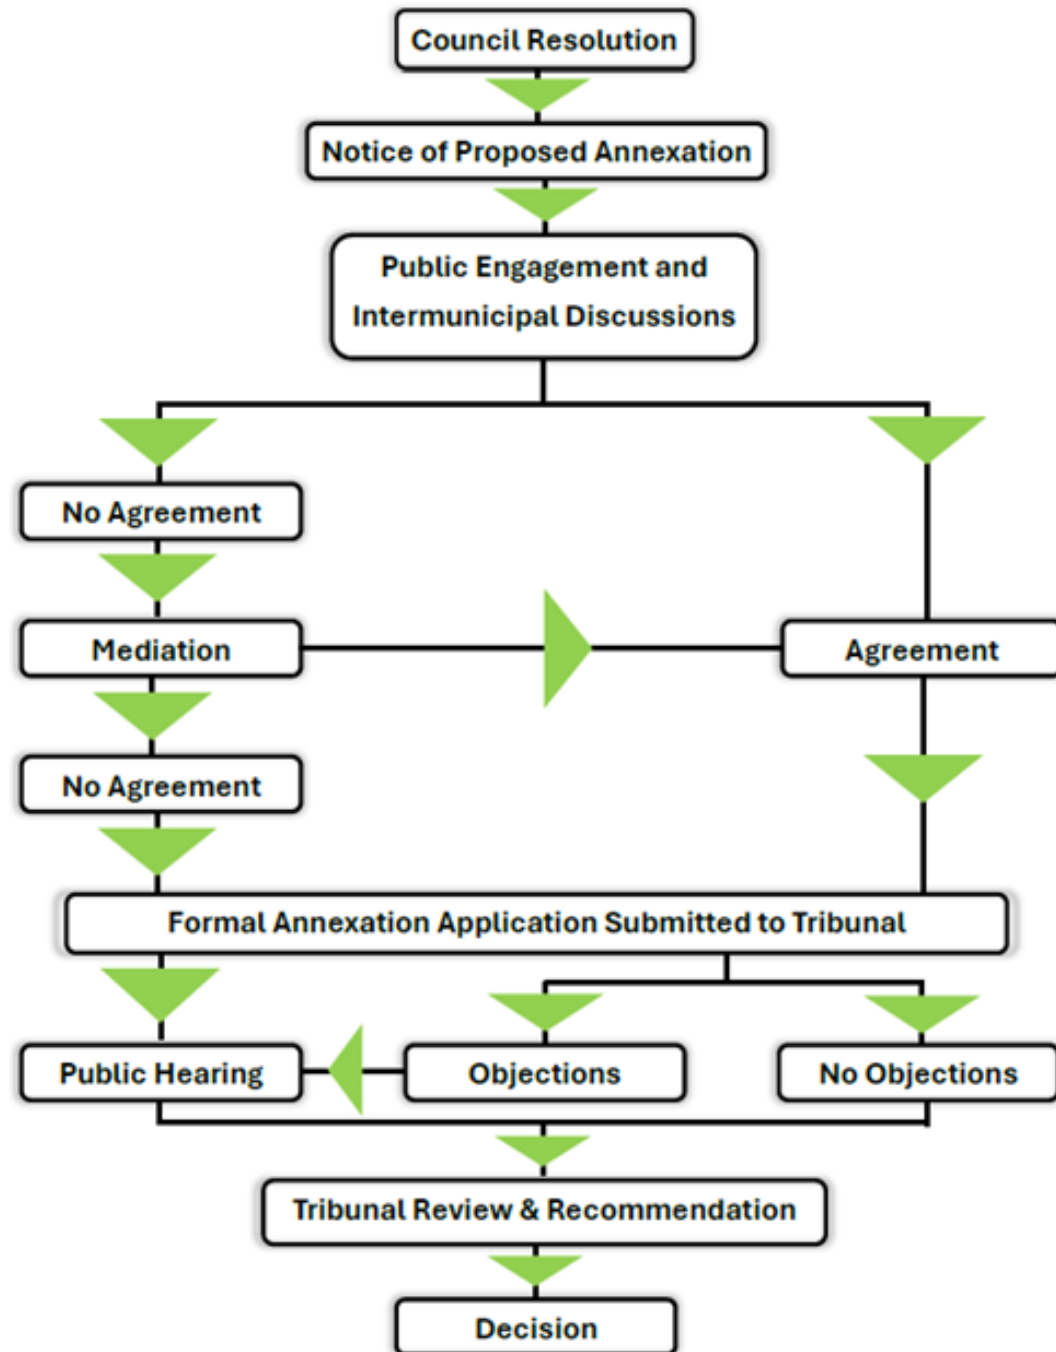 Council Resolution
Notice of Proposed Annexation
Public Engagement and
Intermunicipal Discussions
No Agreement
Mediation
Agreement
No Agreement
Formal Annexation Application Submitted to Tribunal
Public Hearing
Objections
No Objections
Tribunal Review & Recommendation
Decision